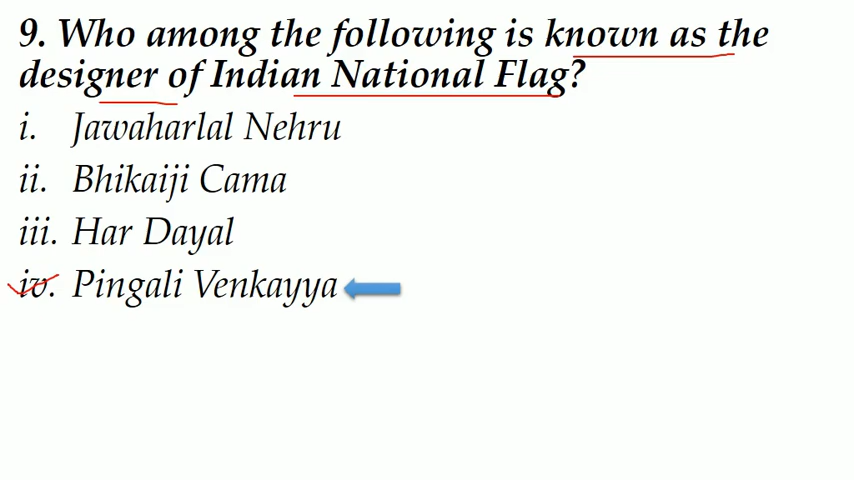 9. Who among the following is known as the
designer of Indian National Flag?
i. Jawaharlal Nehru
ii. Bhikaiji Cama
iii. Har Dayal
iv. Pingali Venkayya